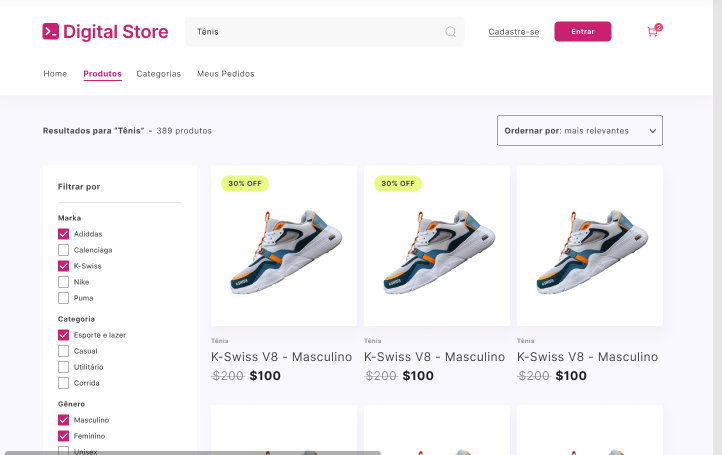 Digital Store
Tênis
Cadastre-se
Entrar
2
Home Produtos Categorias Meus Pedidos
Resultados para “Tênis” - 389 produtos
Ordernar por: mais relevantes
Filtrar por
Marka
Adiddas
Calenciaga
K-Swiss
Nike
Puma
Categoria
Esporte e lazer
Casual
Utilitário
Corrida
Gênero
Masculino
Feminino
Unisex
30% OFF
Tênis
K-Swiss V8 - Masculino
$200 $100
30% OFF
Tênis
K-Swiss V8 - Masculino
$200 $100
Tênis
K-Swiss V8 - Masculino
$200 $100